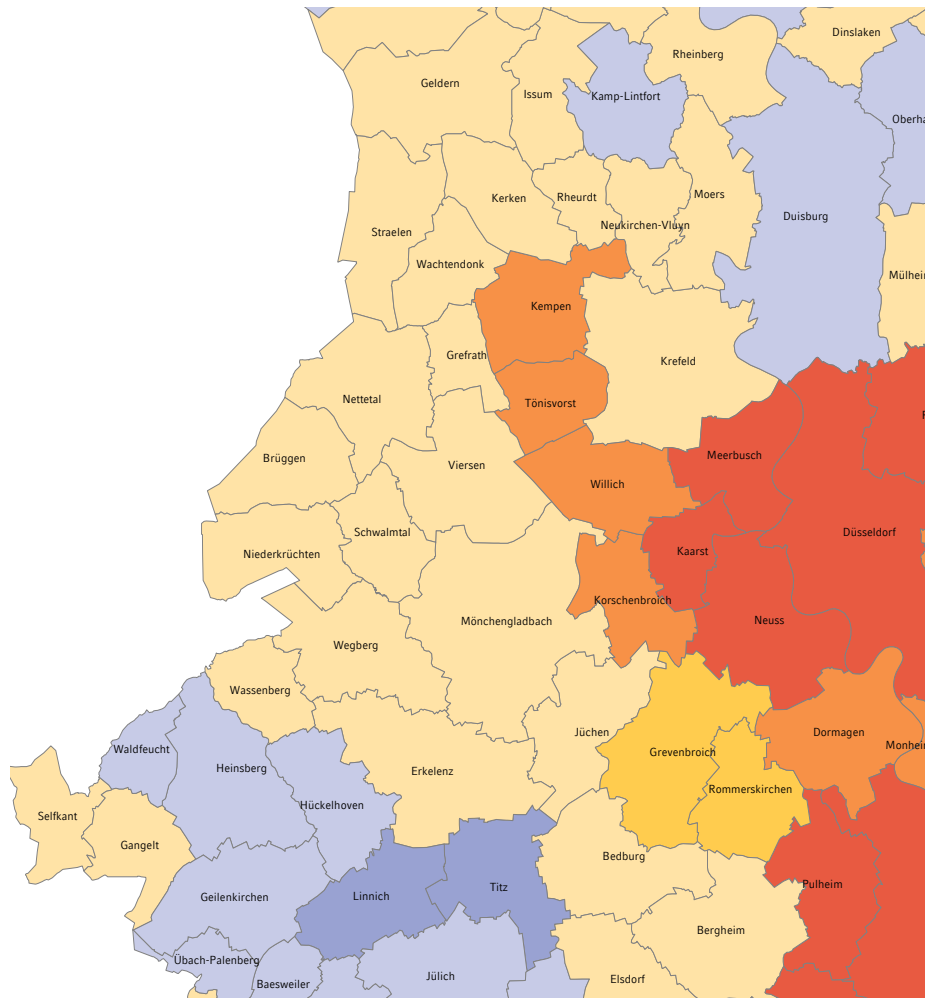 Dinslaken
Rheinberg
Geldern
Issum
Kamp-Lintfort
Oberha
Moers
Kerken
Rheurdt
Duisburg
Neukirchen-Vluyn
Straelen
Wachtendonk
Mülhein
Kempen
Grefrath
Krefeld
Nettetal
Tönisvorst
Meerbusch
Brüggen
Viersen
Willich
Schwalmtal
Düsseldorf
Niederkrüchten
Kaarst
Korschenbroich
Mönchengladbach
Neuss
Wegberg
Wassenberg
Jüchen
Dormagen
Waldfeucht
Grevenbroich
Monhein
Heinsberg
Erkelenz
Rommerskirchen
Hückelhoven
Selfkant
Gangelt
Bedburg
Pulheim
Titz
Linnich
Geilenkirchen
Bergheim
Übach-Palenberg
Jülich
Elsdorf
Baesweiler